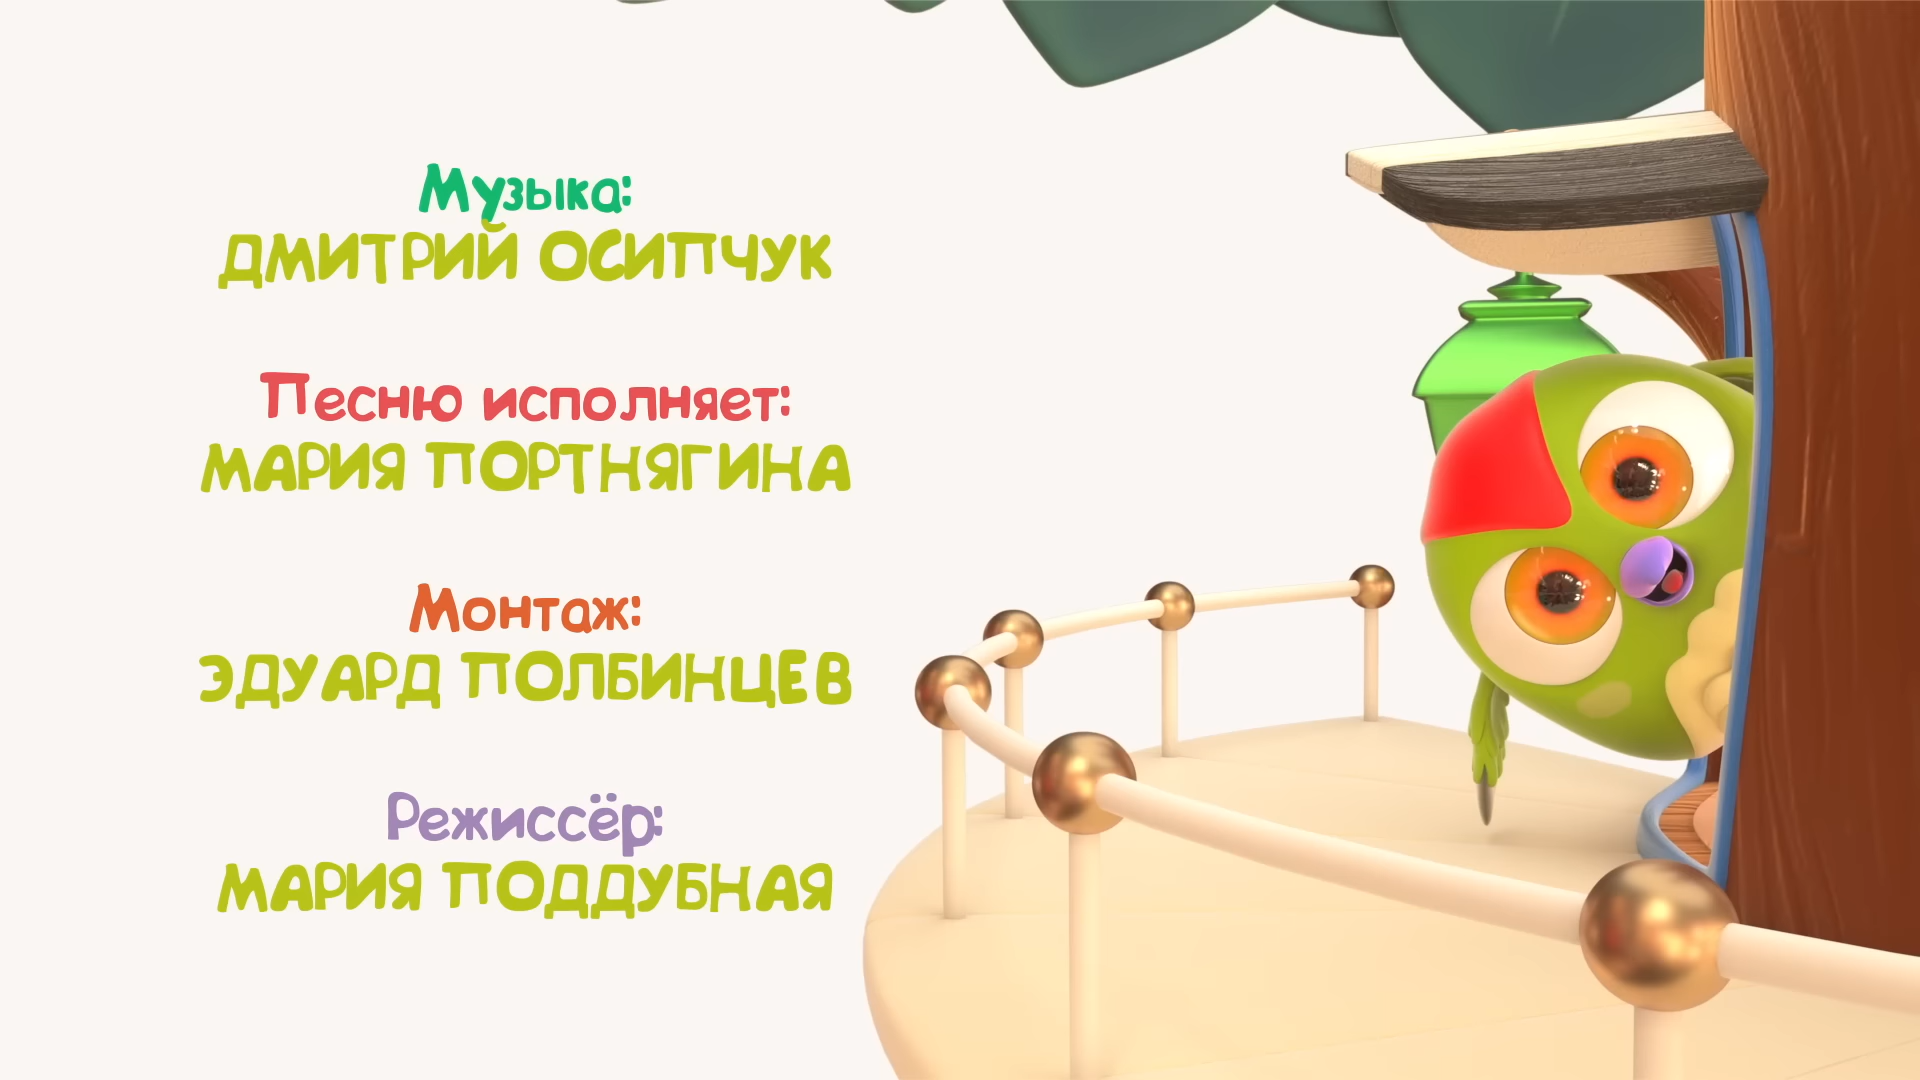 Музыка:
ДМИТРИЙ ОСИПЧУК
Песню исполняет:
МАРИЯ ПОРТНЯГИНА
Монтаж:
ЭДУАРД ПОЛБИНЦЕВ
Режиссёр:
МАРИЯ ПОДДУБНАЯ